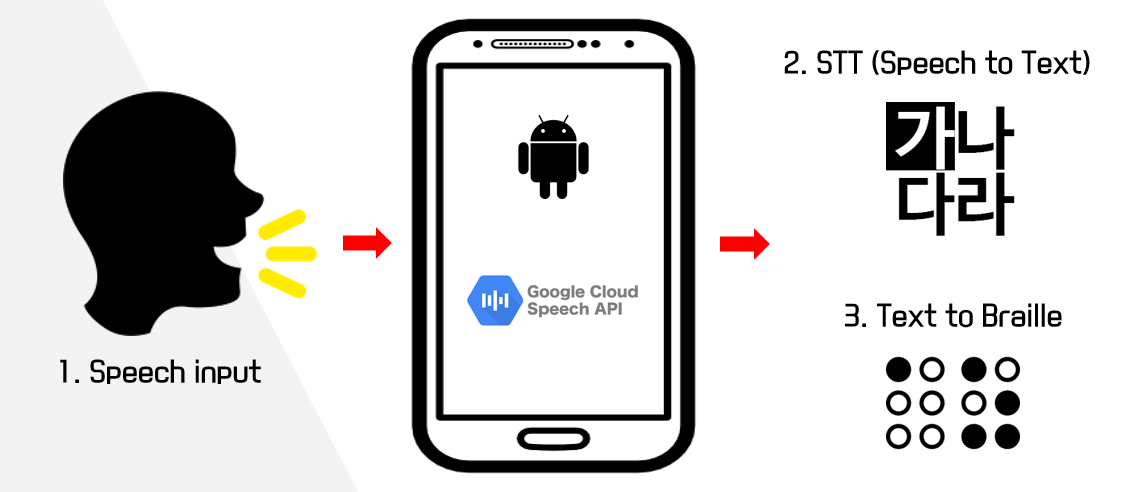 1. Speech input
Google Cloud
Speech API
2. STT (Speech to Text)
가나
다라
3. Text to Braille